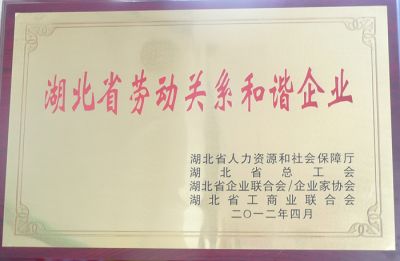 湖北省劳动关系和谐企业
湖北省人力资源和社会保障厅
湖北省总工会
湖北省企业联合会/企业家协会
湖北省工商业联合会
二〇一二年四月